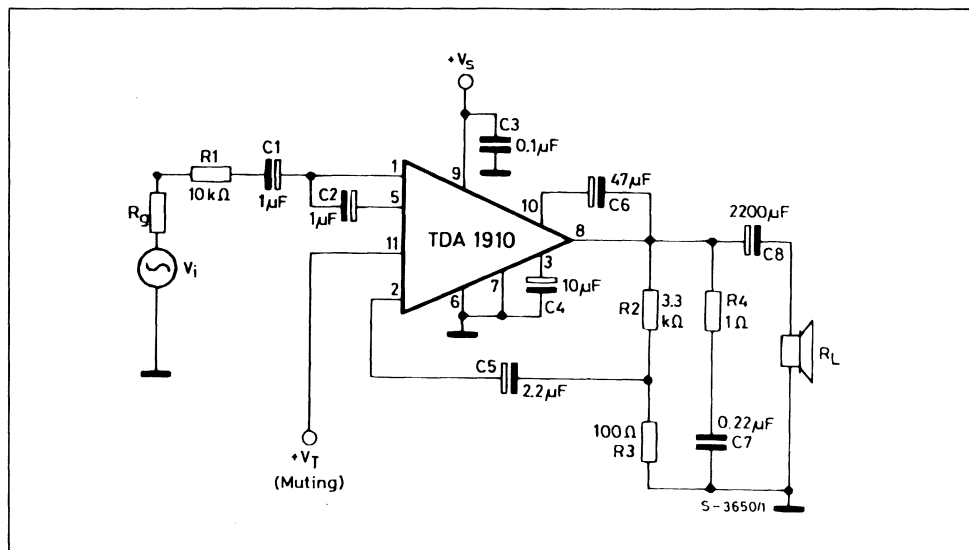 +Vs
C3
0.1µF
R1
10kΩ
C1
1µF
C2
1µF
Rg
Vi
1
5
11
2
9
10
8
3
7
6
TDA 1910
47µF
C6
2200µF
C8
10µF
C4
R2
3.3
kΩ
R4
1Ω
RL
C5
2.2µF
100Ω
R3
0.22µF
C7
+VT
(Muting)
S-3650/1